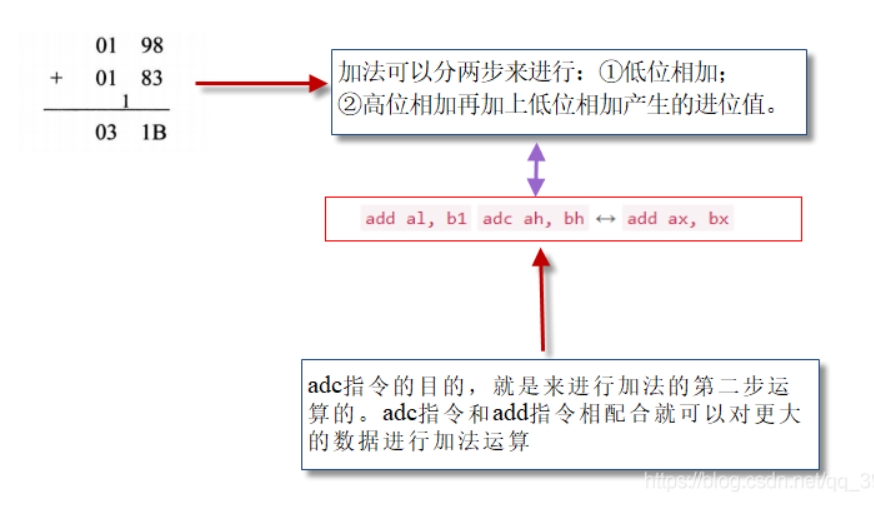 01 98
+ 01 83
1
03 1B
加法可以分两步来进行：①低位相加；
②高位相加再加上低位相加产生的进位值。
add al, b1 adc ah, bh ↔ add ax, bx
adc指令的目的，就是来进行加法的第二步运
算的。adc指令和add指令相配合就可以对更大
的数据进行加法运算
https://blog.csdn.net/qq_39